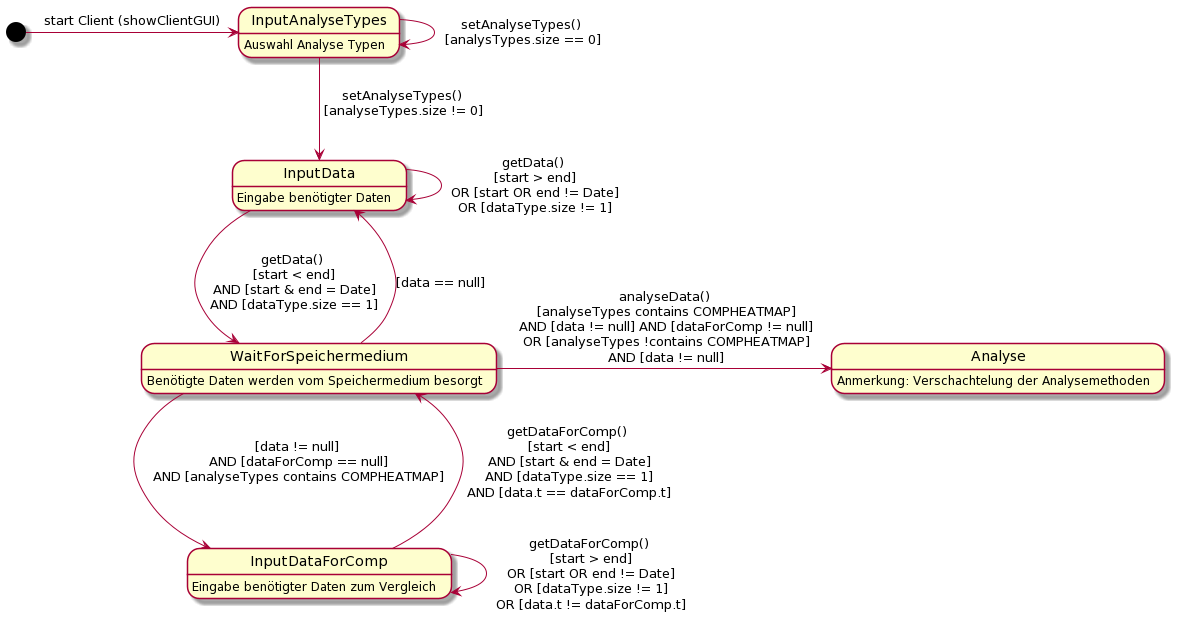 start Client (showClientGUI)
InputAnalyseTypes
Auswahl Analyse Typen
setAnalyseTypes()
[analysTypes.size == 0]
setAnalyseTypes()
[analyseTypes.size != 0]
InputData
Eingabe benötigter Daten
getData()
[start > end]
OR [start OR end != Date]
OR [dataType.size != 1]
getData()
[start < end]
AND [start & end = Date]
AND [dataType.size == 1]
[data == null]
analyseData()
[analyseTypes contains COMPHEATMAP]
AND [data != null] AND [dataForComp != null]
OR [analyseTypes !contains COMPHEATMAP]
AND [data != null]
WaitForSpeichermedium
Benötigte Daten werden vom Speichermedium besorgt
Analyse
Anmerkung: Verschachtelung der Analysemethoden
[data != null]
AND [dataForComp == null]
AND [analyseTypes contains COMPHEATMAP]
getDataForComp()
[start < end]
AND [start & end = Date]
AND [dataType.size == 1]
AND [data.t == dataForComp.t]
InputDataForComp
Eingabe benötigter Daten zum Vergleich
getDataForComp()
[start > end]
OR [start OR end != Date]
OR [dataType.size != 1]
OR [data.t != dataForComp.t]